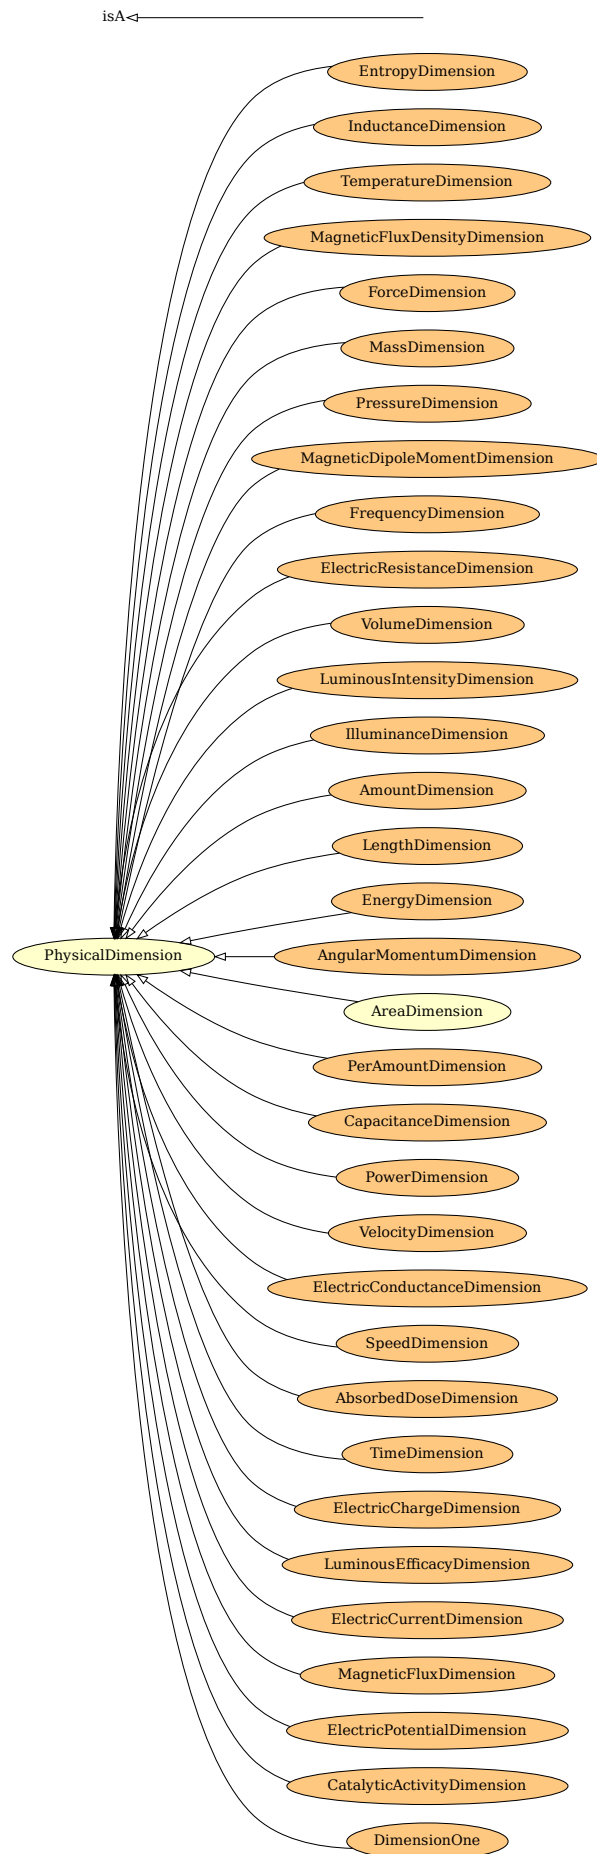 isA
EntropyDimension
InductanceDimension
TemperatureDimension
MagneticFluxDensityDimension
ForceDimension
MassDimension
PressureDimension
MagneticDipoleMomentDimension
FrequencyDimension
ElectricResistanceDimension
VolumeDimension
LuminousIntensityDimension
IlluminanceDimension
AmountDimension
LengthDimension
EnergyDimension
PhysicalDimension
AngularMomentumDimension
AreaDimension
PerAmountDimension
CapacitanceDimension
PowerDimension
VelocityDimension
ElectricConductanceDimension
SpeedDimension
AbsorbedDoseDimension
TimeDimension
ElectricChargeDimension
LuminousEfficacyDimension
ElectricCurrentDimension
MagneticFluxDimension
ElectricPotentialDimension
CatalyticActivityDimension
DimensionOne